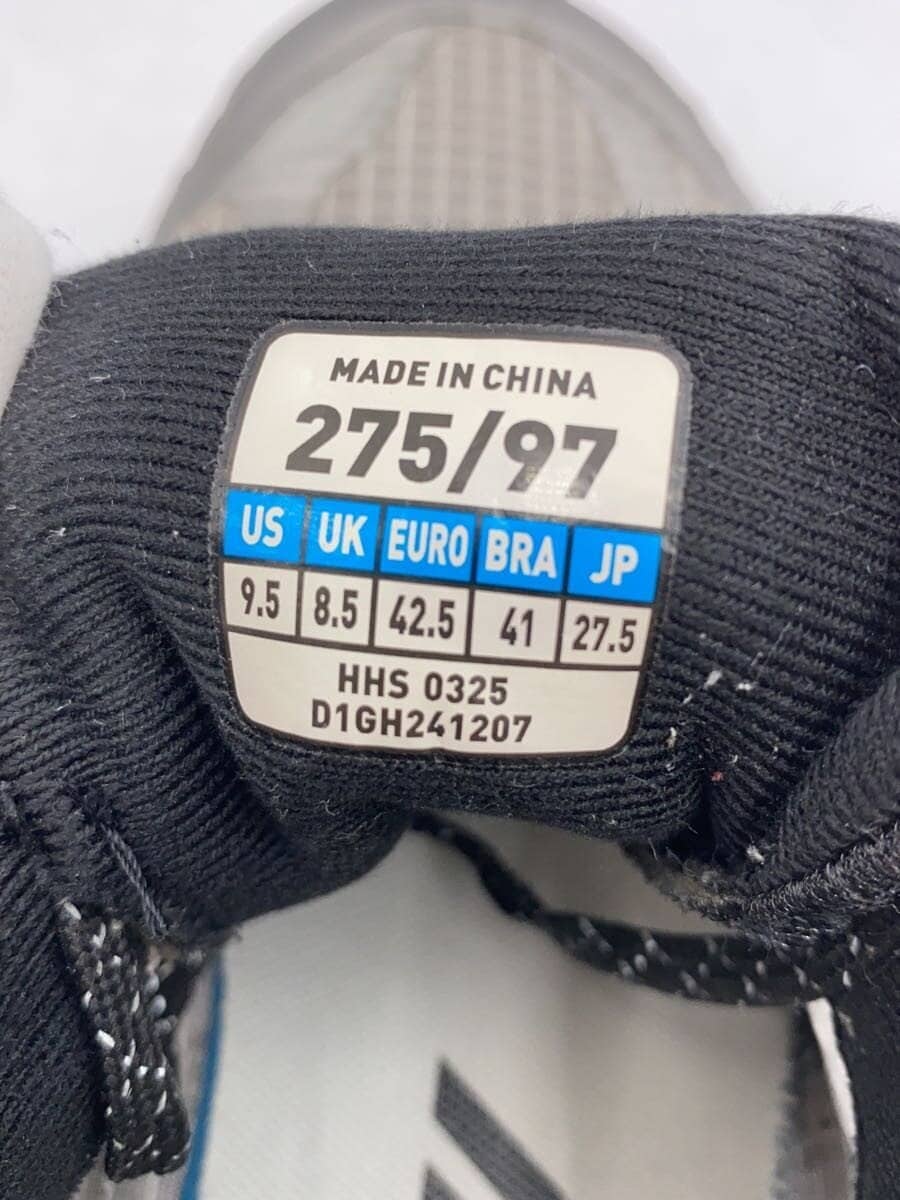 MADE IN CHINA
275/97
US UK EURO BRA JP
9.5 8.5 42.5 41 27.5
HHS 0325
D1GH241207